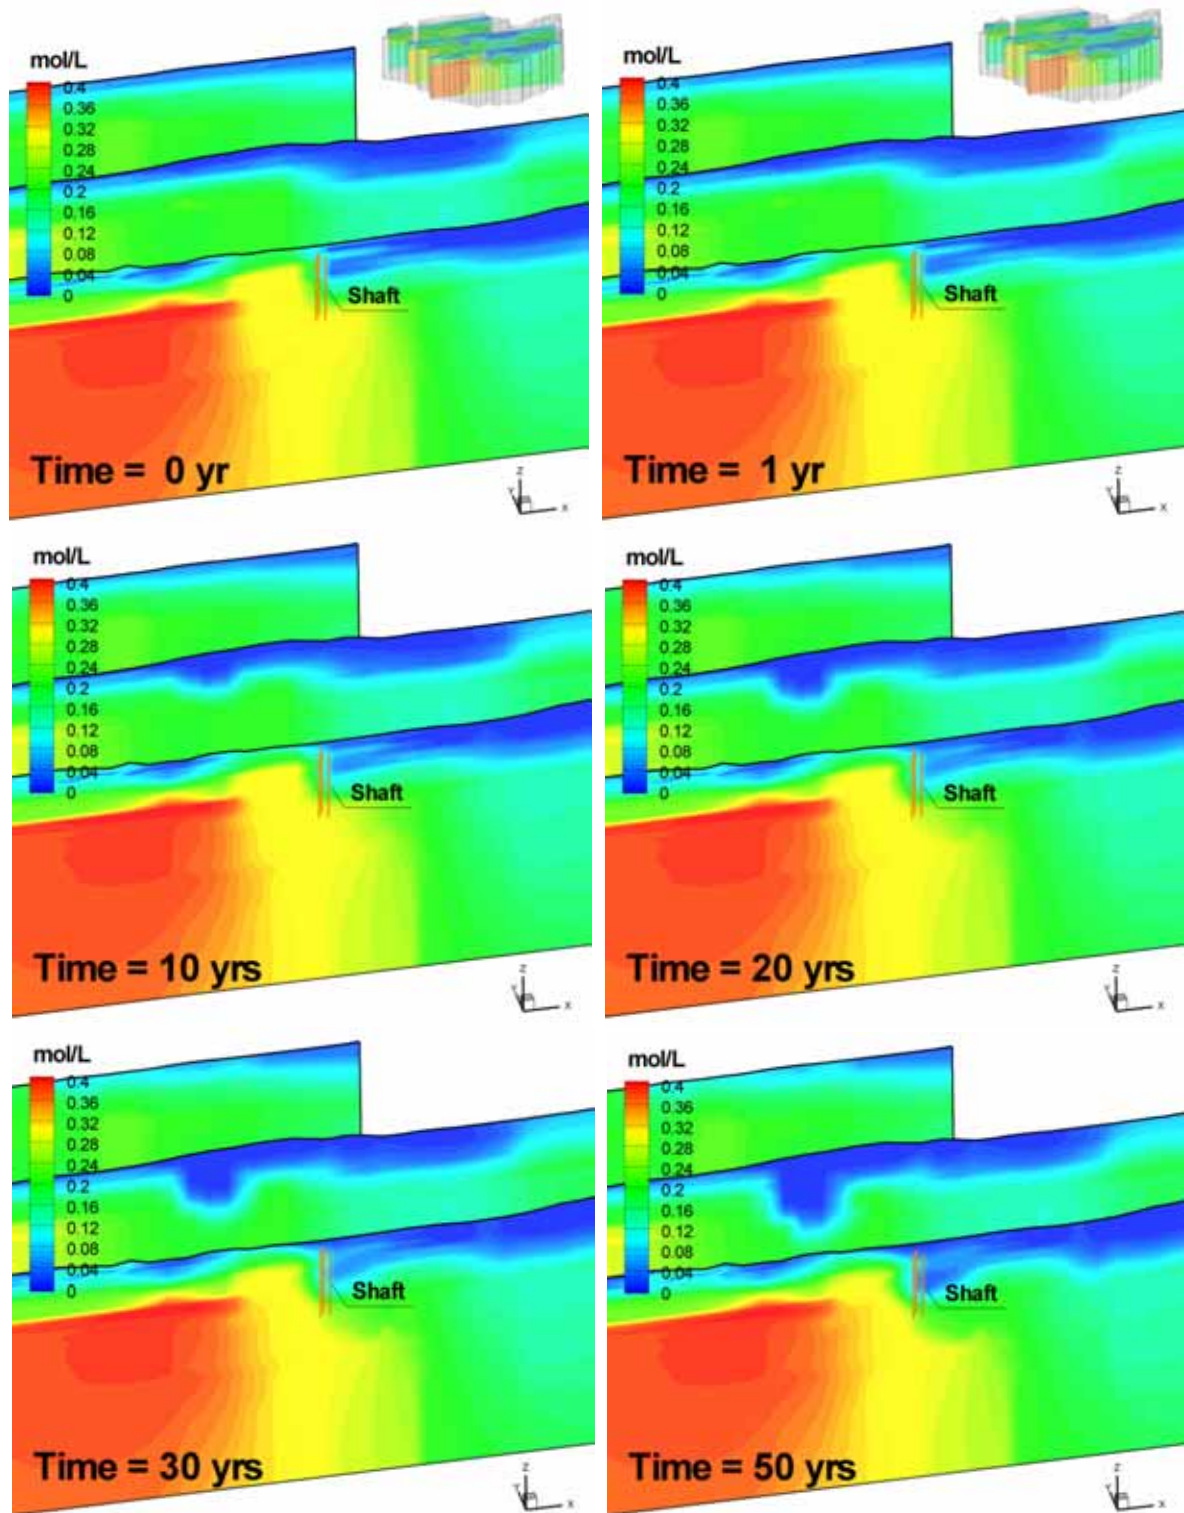 mol/L
0.4
0.36
0.32
0.28
0.24
0.2
0.16
0.12
0.08
0.04
0
Shaft
Time = 0 yr
Z
Y
X
mol/L
0.4
0.36
0.32
0.28
0.24
0.2
0.16
0.12
0.08
0.04
0
Shaft
Time = 1 yr
Z
Y
X
mol/L
0.4
0.36
0.32
0.28
0.24
0.2
0.16
0.12
0.08
0.04
0
Shaft
Time = 10 yrs
Z
Y
X
mol/L
0.4
0.36
0.32
0.28
0.24
0.2
0.16
0.12
0.08
0.04
0
Shaft
Time = 20 yrs
Z
Y
X
mol/L
0.4
0.36
0.32
0.28
0.24
0.2
0.16
0.12
0.08
0.04
0
Shaft
Time = 30 yrs
Z
Y
X
mol/L
0.4
0.36
0.32
0.28
0.24
0.2
0.16
0.12
0.08
0.04
0
Shaft
Time = 50 yrs
Z
Y
X